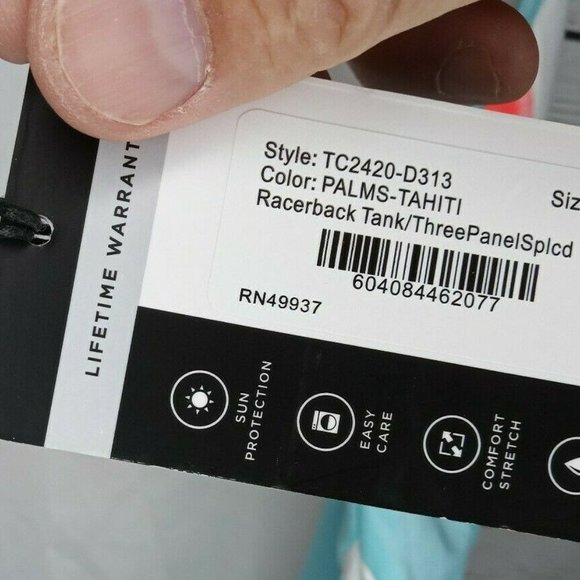 LIFETIME WARRANT
Style: TC2420-D313
Color: PALMS-TAHITI
Siz
Racerback Tank/ThreePanelSplcd
604084462077
RN49937
SUN
PROTECTION
EASY
CARE
COMFORT
STRETCH